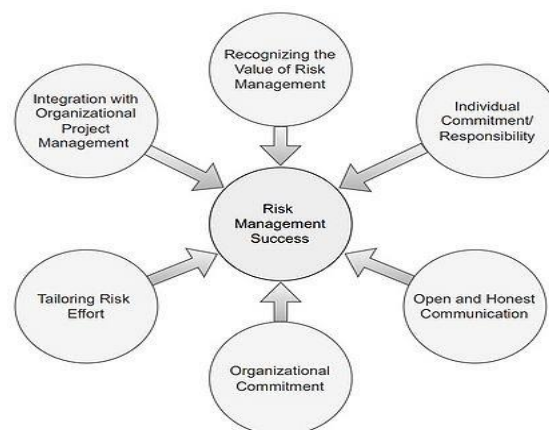 Recognizing the
Value of Risk
Management
Integration with
Organizational
Project
Management
Individual
Commitment/
Responsibility
Risk
Management
Success
Tailoring Risk
Effort
Open and Honest
Communication
Organizational
Commitment